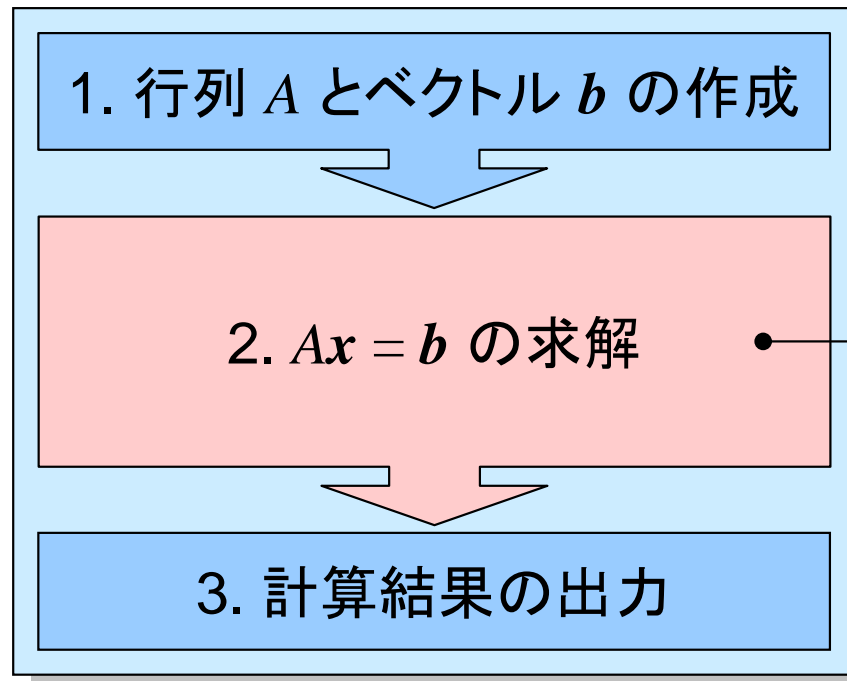 1. 行列 A とベクトル b の作成
2. Ax = b の求解
3. 計算結果の出力